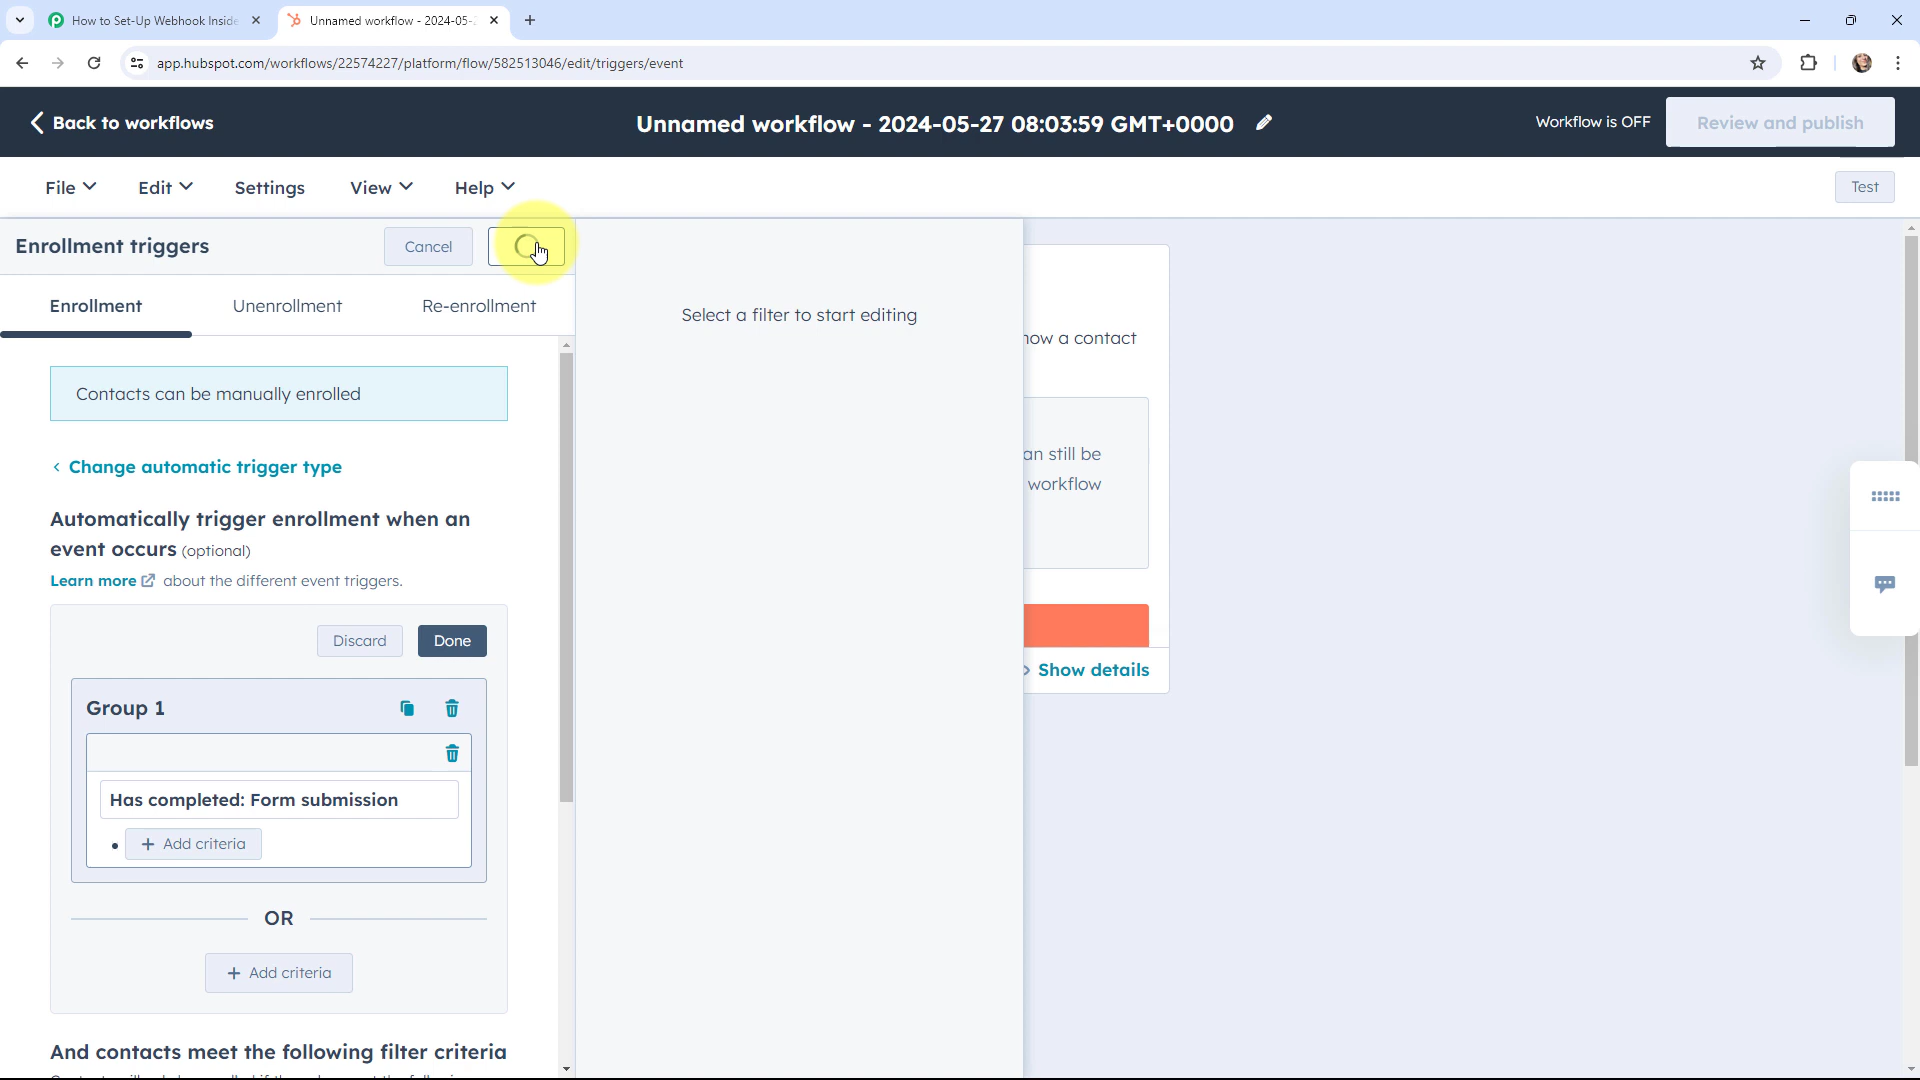 How to Set-Up Webhook Inside
Unnamed workflow - 2024-05-2
app.hubspot.com/workflows/22574227/platform/flow/582513046/edit/triggers/event
Back to workflows
Unnamed workflow - 2024-05-27 08:03:59 GMT+0000
Workflow is OFF
Review and publish
File
Edit
Settings
View
Help
Test
Enrollment triggers
Cancel
Enrollment
Unenrollment
Re-enrollment
Select a filter to start editing
how a contact
Contacts can be manually enrolled
an still be
workflow
Change automatic trigger type
Automatically trigger enrollment when an
event occurs (optional)
Learn more about the different event triggers.
Discard
Done
Show details
Group 1
Has completed: Form submission
+ Add criteria
OR
+ Add criteria
And contacts meet the following filter criteria